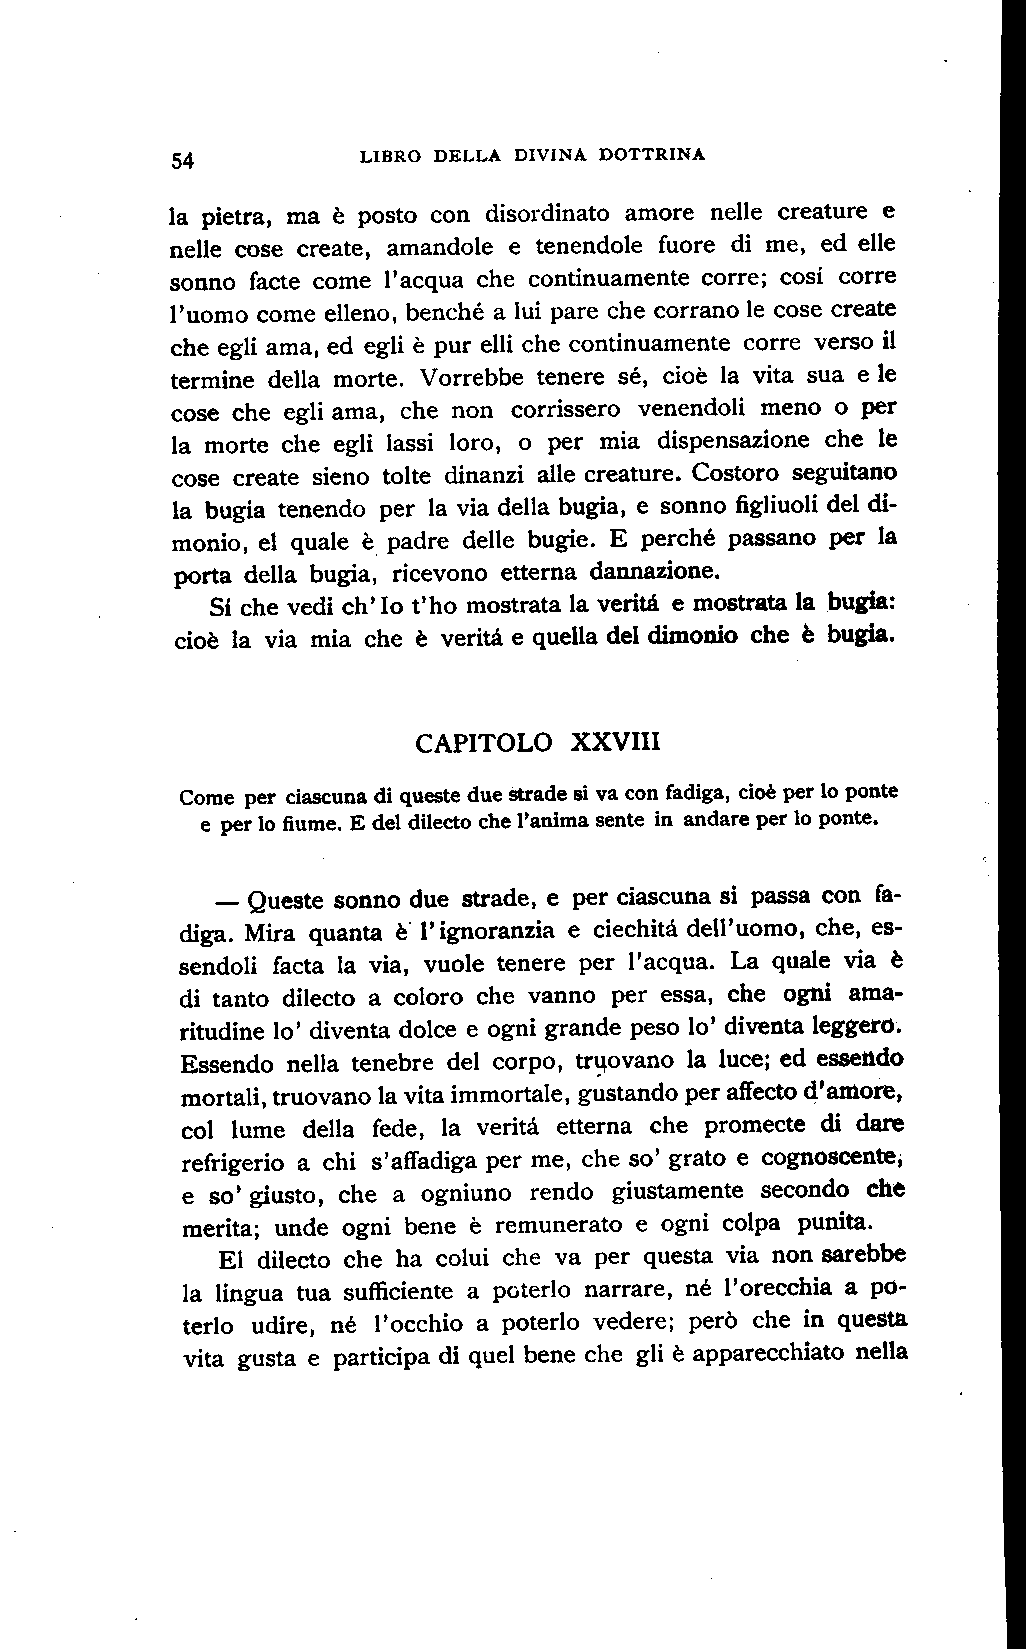 54 LIBRO DELLA DIVINA DOTTRINA
la pietra, ma è posto con disordinato amore nelle creature e
nelle cose create, amandole e tenendole fuore di me, ed elle
sonno facte come l'acqua che continuamente corre; cosí corre
l'uomo come elleno, benché a lui pare che corrano le cose create
che egli ama, ed egli è pur elli che continuamente corre verso il
termine della morte. Vorrebbe tenere sé, cioè la vita sua e le
cose che egli ama, che non corrissero venendoli meno o per
la morte che egli lassi loro, o per mia dispensazione che le
cose create sieno tolte dinanzi alle creature. Costoro seguitano
la bugia tenendo per la via della bugia, e sonno figliuoli del di-
monio, el quale è padre delle bugie. E perché passano per la
porta della bugia, ricevono etterna dannazione.
Sí che vedi ch'Io t'ho mostrata la veritá e mostrata la bugia:
cioè la via mia che è veritá e quella del dimonio che è bugia.
CAPITOLO XXVIII
Come per ciascuna di queste due strade si va con fadiga, cioè per lo ponte
e per lo fiume. E del dilecto che l'anima sente in andare per lo ponte.
— Queste sonno due strade, e per ciascuna si passa con fa-
diga. Mira quanta è l'ignoranzia e ciechitá dell'uomo, che, es-
sendoli facta la via, vuole tenere per l'acqua. La quale via è
di tanto dilecto a coloro che vanno per essa, che ogni ama-
ritudine lo' diventa dolce e ogni grande peso lo' diventa leggero.
Essendo nella tenebre del corpo, truovano la luce; ed essendo
mortali, truovano la vita immortale, gustando per affecto d'amore,
col lume della fede, la veritá etterna che promecte di dare
refrigerio a chi s'affadiga per me, che so' grato e cognoscente,
e so' giusto, che a ogniuno rendo giustamente secondo che
merita; unde ogni bene è remunerato e ogni colpa punita.
El dilecto che ha colui che va per questa via non sarebbe
la lingua tua sufficiente a poterlo narrare, né l'orecchia a po-
terlo udire, né l'occhio a poterlo vedere; però che in questa
vita gusta e participa di quel bene che gli è apparecchiato nella